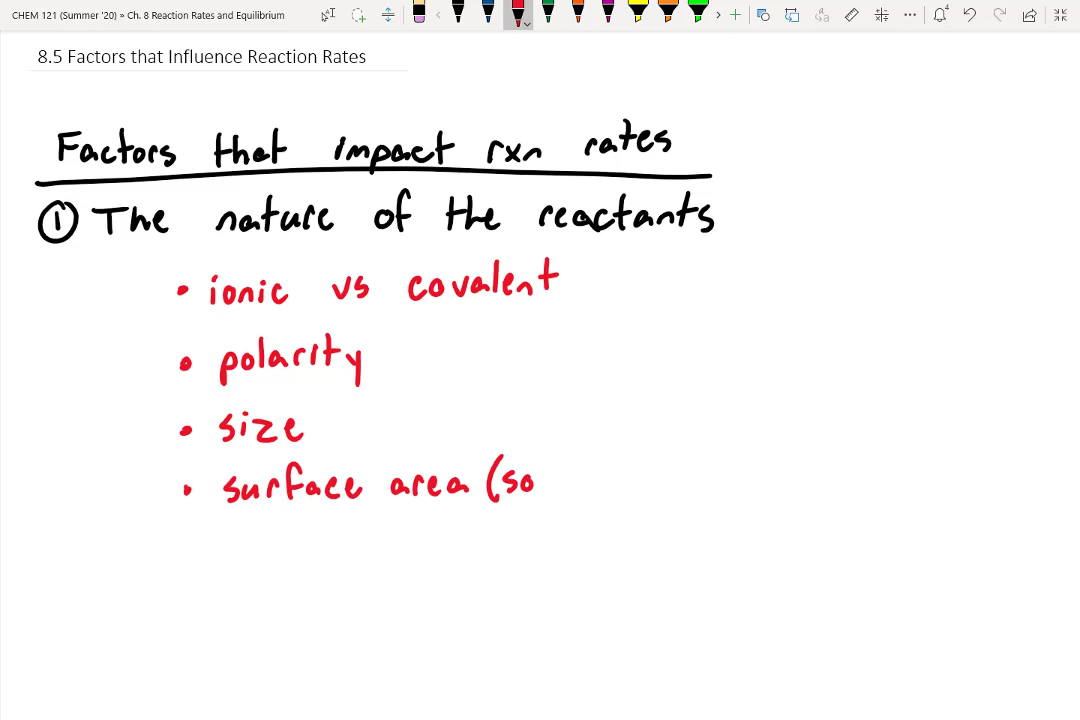 CHEM 121 (Summer '20) » Ch. 8 Reaction Rates and Equilibrium
8.5 Factors that Influence Reaction Rates
Factors that impact rxn rates
① The nature of the reactants
• ionic vs covalent
• polarity
• size
• surface area (so